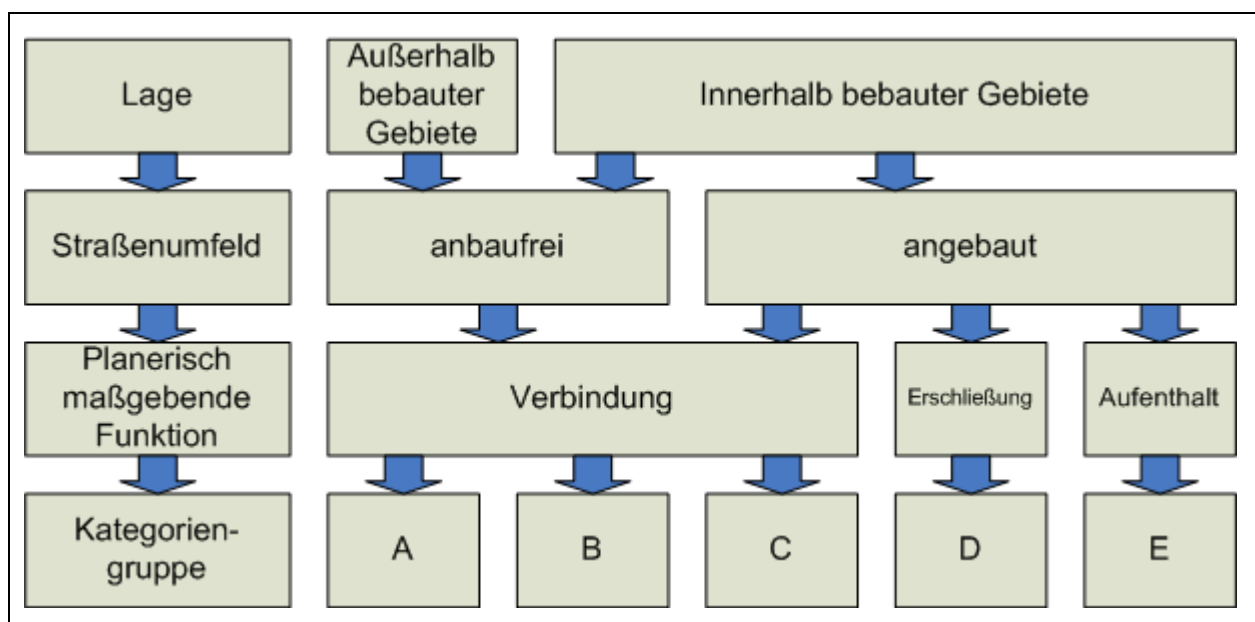 Lage
Außerhalb
bebauter
Gebiete
Innerhalb bebauter Gebiete
Straßenumfeld
anbaufrei
angebaut
Planerisch
maßgebende
Funktion
Verbindung
Erschließung
Aufenthalt
Kategorien-
gruppe
A
B
C
D
E